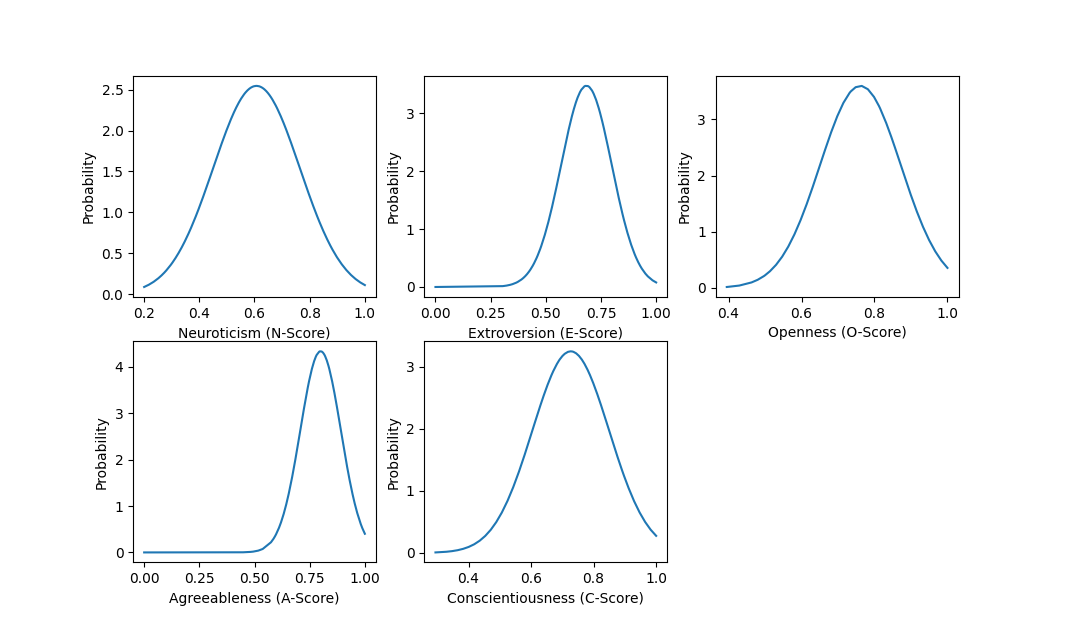 2.5
2.0
1.5
1.0
0.5
0.0
Probability
0.2 0.4 0.6 0.8 1.0
Neuroticism (N-Score)
3
2
1
0
Probability
0.00 0.25 0.50 0.75 1.00
Extroversion (E-Score)
3
2
1
0
Probability
0.4 0.6 0.8 1.0
Openness (O-Score)
4
3
2
1
0
Probability
0.00 0.25 0.50 0.75 1.00
Agreeableness (A-Score)
3
2
1
0
Probability
0.4 0.6 0.8 1.0
Conscientiousness (C-Score)